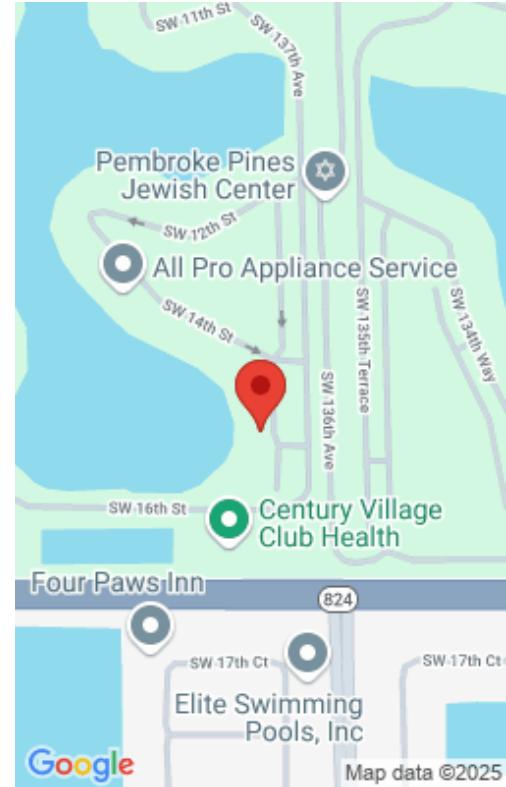 SW 11th St
SW 137th Ave
Pembroke Pines
Jewish Center
SW 12th St
All Pro Appliance Service
SW 14th St
SW 135th Terrace
SW 134th Way
SW 136th Ave
SW 16th St
Century Village
Club Health
Four Paws Inn
824
SW 17th Ct
SW 17th Ct
Elite Swimming
Pools, Inc
Google
Map data ©2025